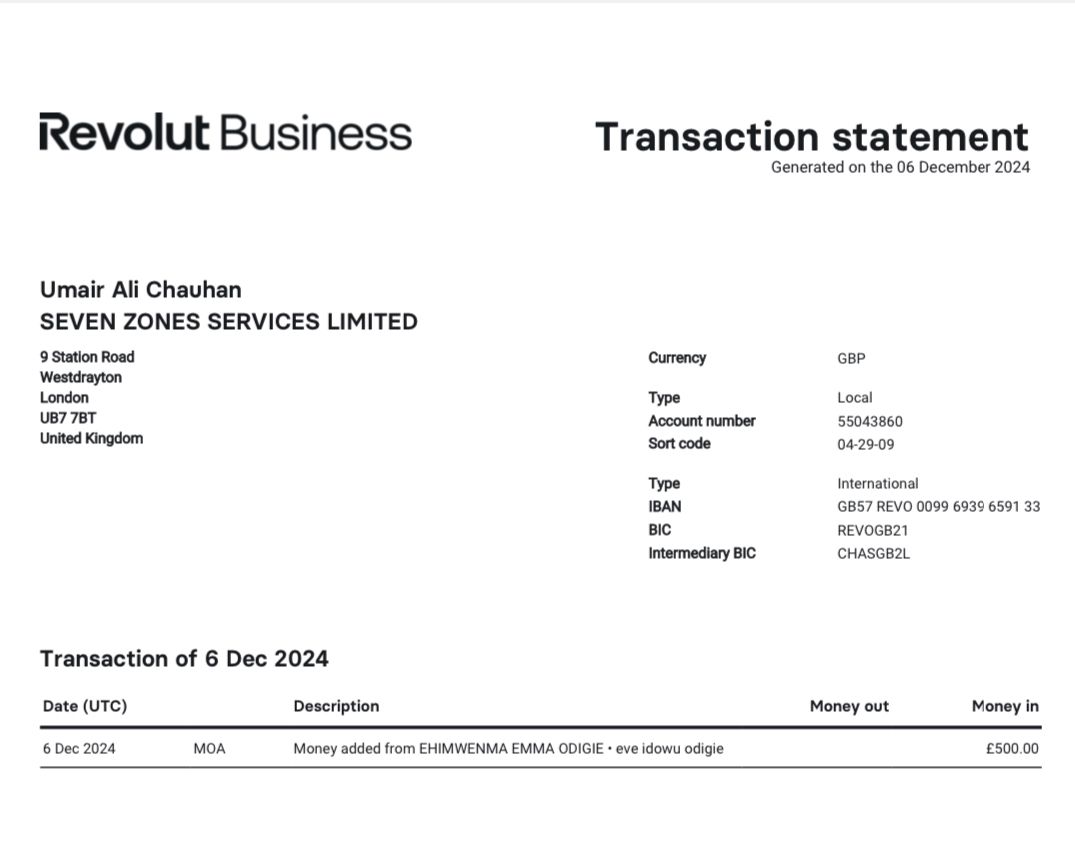 Revolut Business
Transaction statement
Generated on the 06 December 2024
Umair Ali Chauhan
SEVEN ZONES SERVICES LIMITED
9 Station Road
Westdrayton
London
UB7 7BT
United Kingdom
Currency GBP
Type Local
Account number 55043860
Sort code 04-29-09
Type International
IBAN GB57 REVO 0099 6939 6591 33
BIC REVOGB21
Intermediary BIC CHASGB2L
Transaction of 6 Dec 2024
Date (UTC) Description Money out Money in
6 Dec 2024 MOA Money added from EHIMWENMA EMMA ODIGIE • eve idowu odigie £500.00